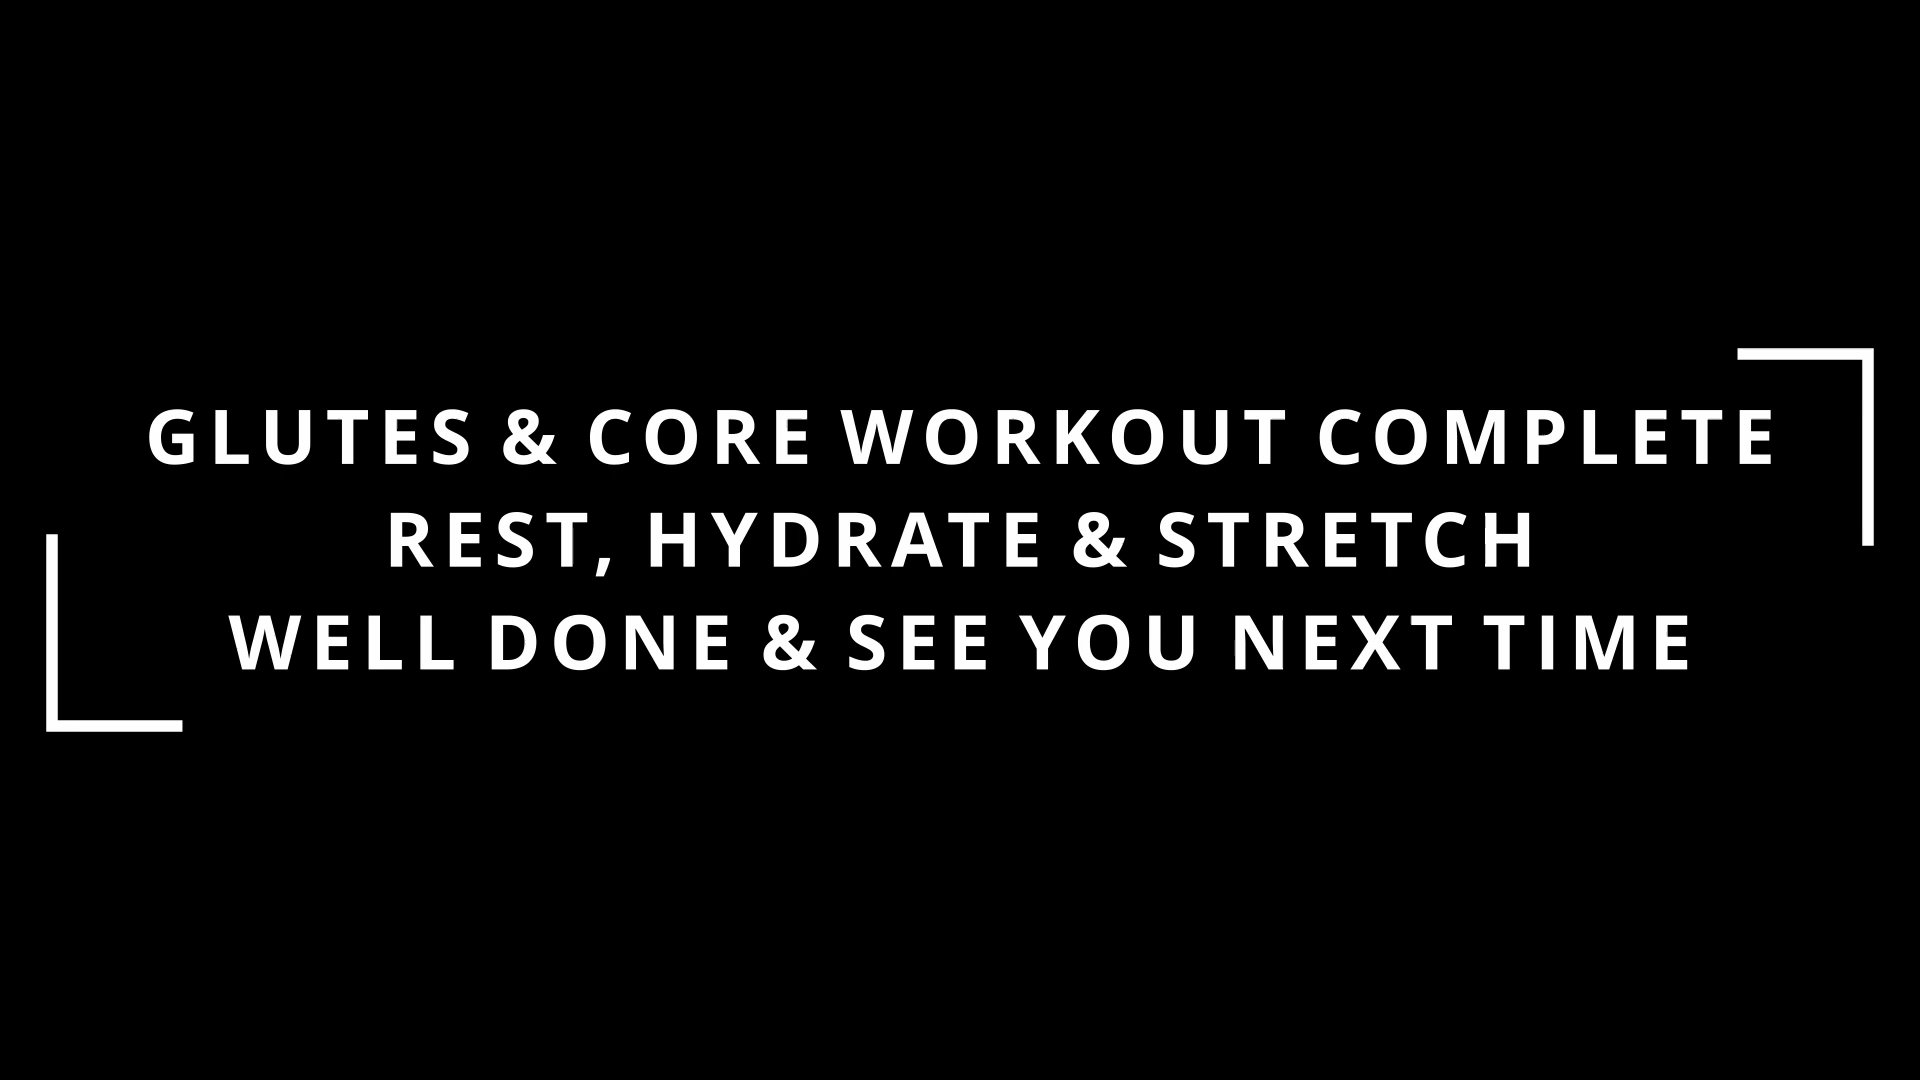 GLUTES & CORE WORKOUT COMPLETE
REST, HYDRATE & STRETCH
WELL DONE & SEE YOU NEXT TIME